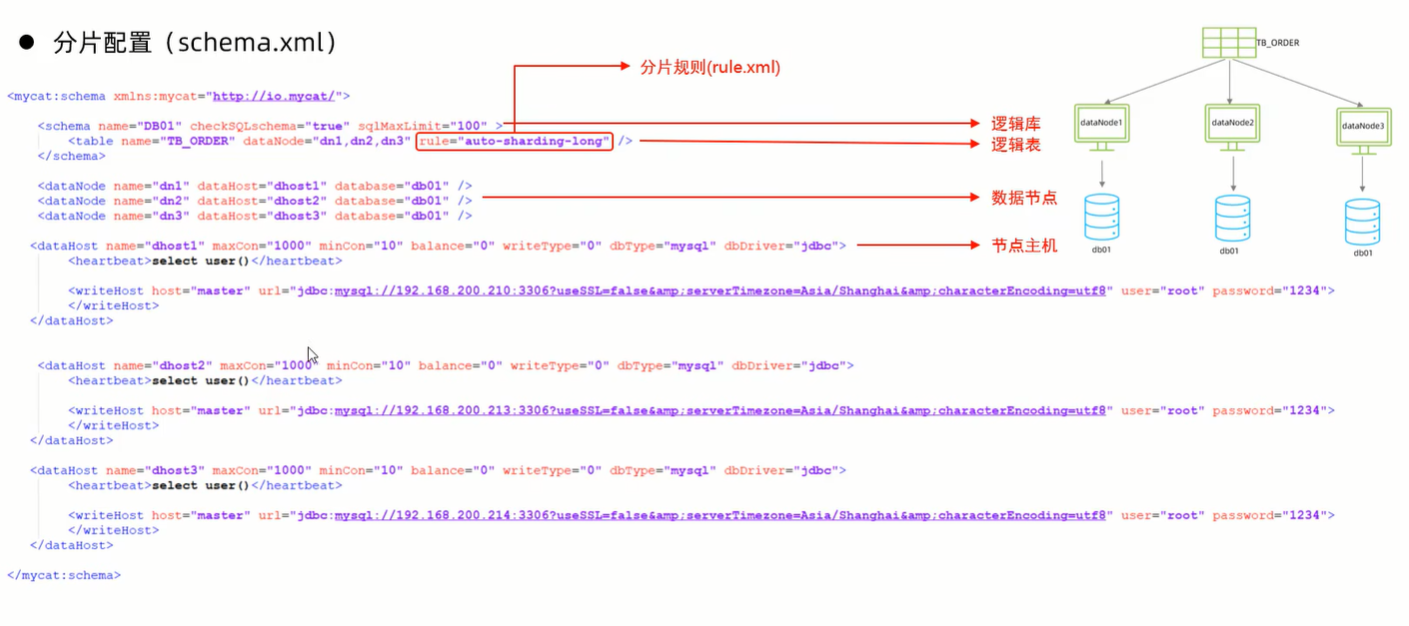 ● 分片配置（schema.xml）
TB_ORDER
分片规则(rule.xml)
<mycat:schema xmlns:mycat="http://io.mycat/">
<schema name="DB01" checkSQLschema="true" sqlMaxLimit="100" >
逻辑库
<table name="TB_ORDER" dataNode="dn1,dn2,dn3" rule="auto-sharding-long" />
逻辑表
</schema>
dataNode1
dataNode2
dataNode3
<dataNode name="dn1" dataHost="dhost1" database="db01" />
<dataNode name="dn2" dataHost="dhost2" database="db01" />
<dataNode name="dn3" dataHost="dhost3" database="db01" />
数据节点
db01
db01
db01
<dataHost name="dhost1" maxCon="1000" minCon="10" balance="0" writeType="0" dbType="mysql" dbDriver="jdbc">
节点主机
<heartbeat>select user()</heartbeat>
<writeHost host="master" url="jdbc:mysql://192.168.200.210:3306?useSSL=false&amp;serverTimezone=Asia/Shanghai&amp;characterEncoding=utf8" user="root" password="1234">
</writeHost>
</dataHost>
<dataHost name="dhost2" maxCon="1000" minCon="10" balance="0" writeType="0" dbType="mysql" dbDriver="jdbc">
<heartbeat>select user()</heartbeat>
<writeHost host="master" url="jdbc:mysql://192.168.200.213:3306?useSSL=false&amp;serverTimezone=Asia/Shanghai&amp;characterEncoding=utf8" user="root" password="1234">
</writeHost>
</dataHost>
<dataHost name="dhost3" maxCon="1000" minCon="10" balance="0" writeType="0" dbType="mysql" dbDriver="jdbc">
<heartbeat>select user()</heartbeat>
<writeHost host="master" url="jdbc:mysql://192.168.200.214:3306?useSSL=false&amp;serverTimezone=Asia/Shanghai&amp;characterEncoding=utf8" user="root" password="1234">
</writeHost>
</dataHost>
</mycat:schema>